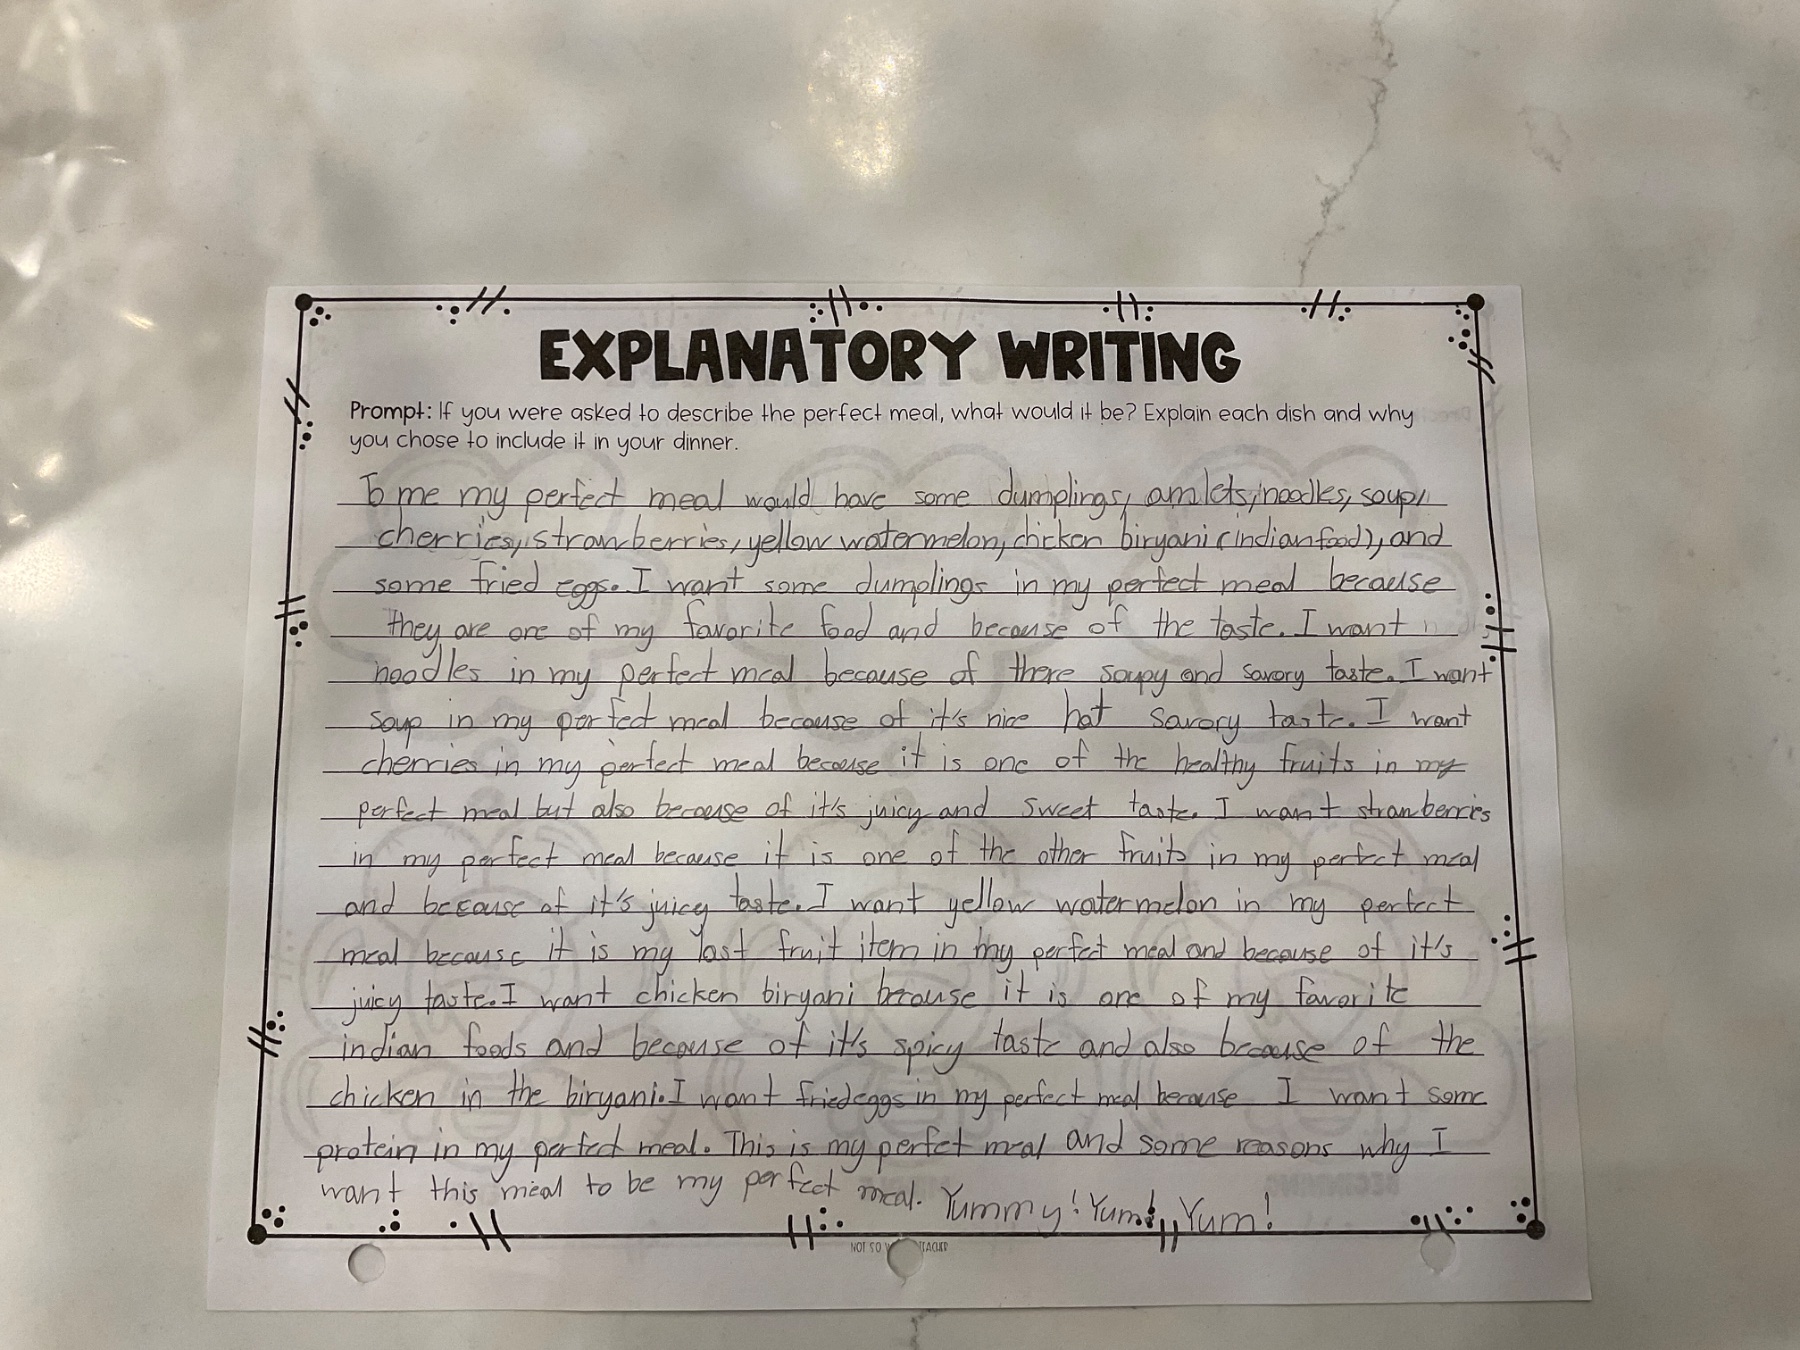 EXPLANATORY WRITING
Prompt: If you were asked to describe the perfect meal, what would it be? Explain each dish and why
you chose to include it in your dinner.
To me my perfect meal would have some dumplings, amlets, noodles, soup,
cherries, strawberries, yellow watermelon, chicken biryani (indian food), and
some fried eggs. I want some dumplings in my perfect meal because
they are one of my favorite food and because of the taste. I want
noodles in my perfect meal because of there soupy and savory taste. I want
soup in my perfect meal because of it's nice hot savory taste. I want
cherries in my perfect meal because it is one of the healthy fruits in my
perfect meal but also because of it's juicy and sweet taste. I want strawberries
in my perfect meal because it is one of the other fruits in my perfect meal
and because of it's juicy taste. I want yellow watermelon in my perfect
meal because it is my last fruit item in my perfect meal and because of it's
juicy taste. I want chicken biryani because it is one of my favorite
indian foods and because of it's spicy taste and also because of the
chicken in the biryani. I want fried eggs in my perfect meal because I want some
protein in my perfect meal. This is my perfet meal and some reasons why I
want this meal to be my perfect meal. Yummy! Yum! Yum!
NOT SO